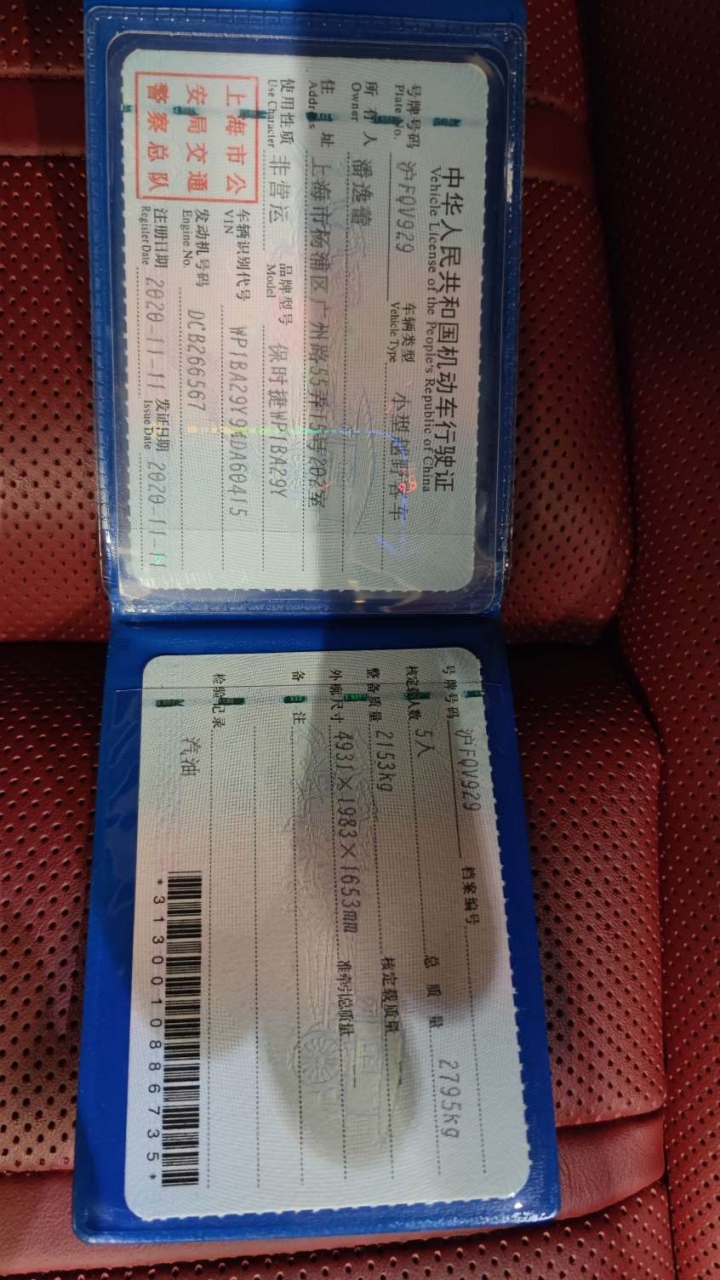 中华人民共和国机动车行驶证
Vehicle License of the People's Republic of China
号牌号码 沪FQV929 车辆类型 小型越野客车
Plate No. Vehicle Type
所有人 潘逸蕾
Owner
住址 上海市杨浦区广州路55弄15号202室
Address
使用性质 非营运 品牌型号 保时捷WP1BA29Y
Use Character Model
上海市公
安局交通
警察总队
车辆识别代号 WP1BA29Y9MDA60415
VIN
发动机号码 DCB266567
Engine No.
注册日期 2020-11-11 发证日期 2020-11-11
Register Date Issue Date
号牌号码 沪FQV929 档案编号
核定载人数 5人 总质量 2795kg
整备质量 2153kg 核定载质量
外廓尺寸 4931×1983×1653mm 准牵引总质量
备注
检验记录
汽油
*3130010886735*